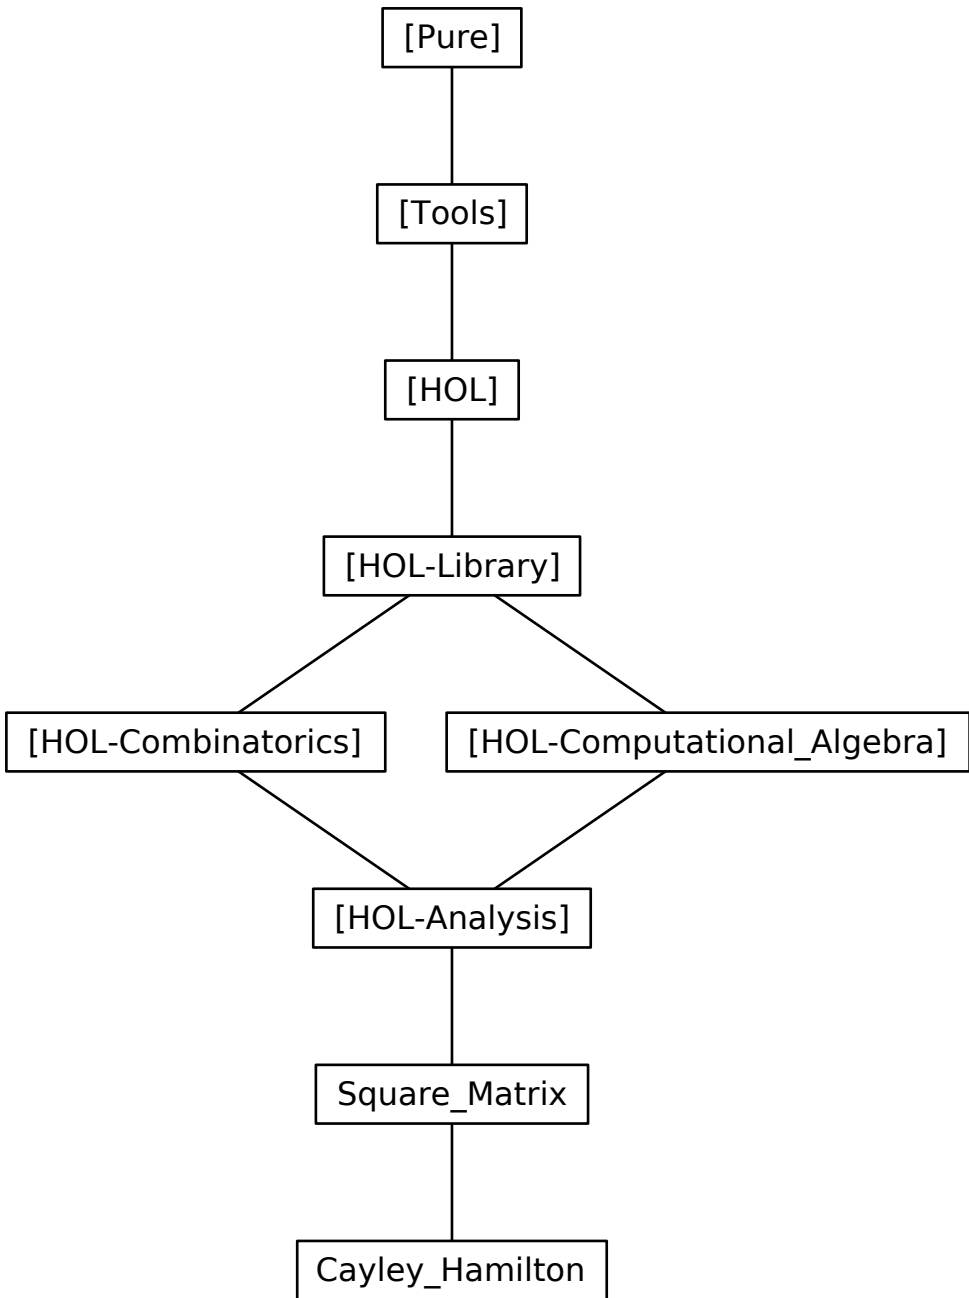 [Pure]
[Tools]
[HOL]
[HOL-Library]
[HOL-Combinatorics]
[HOL-Computational_Algebra]
[HOL-Analysis]
Square_Matrix
Cayley_Hamilton